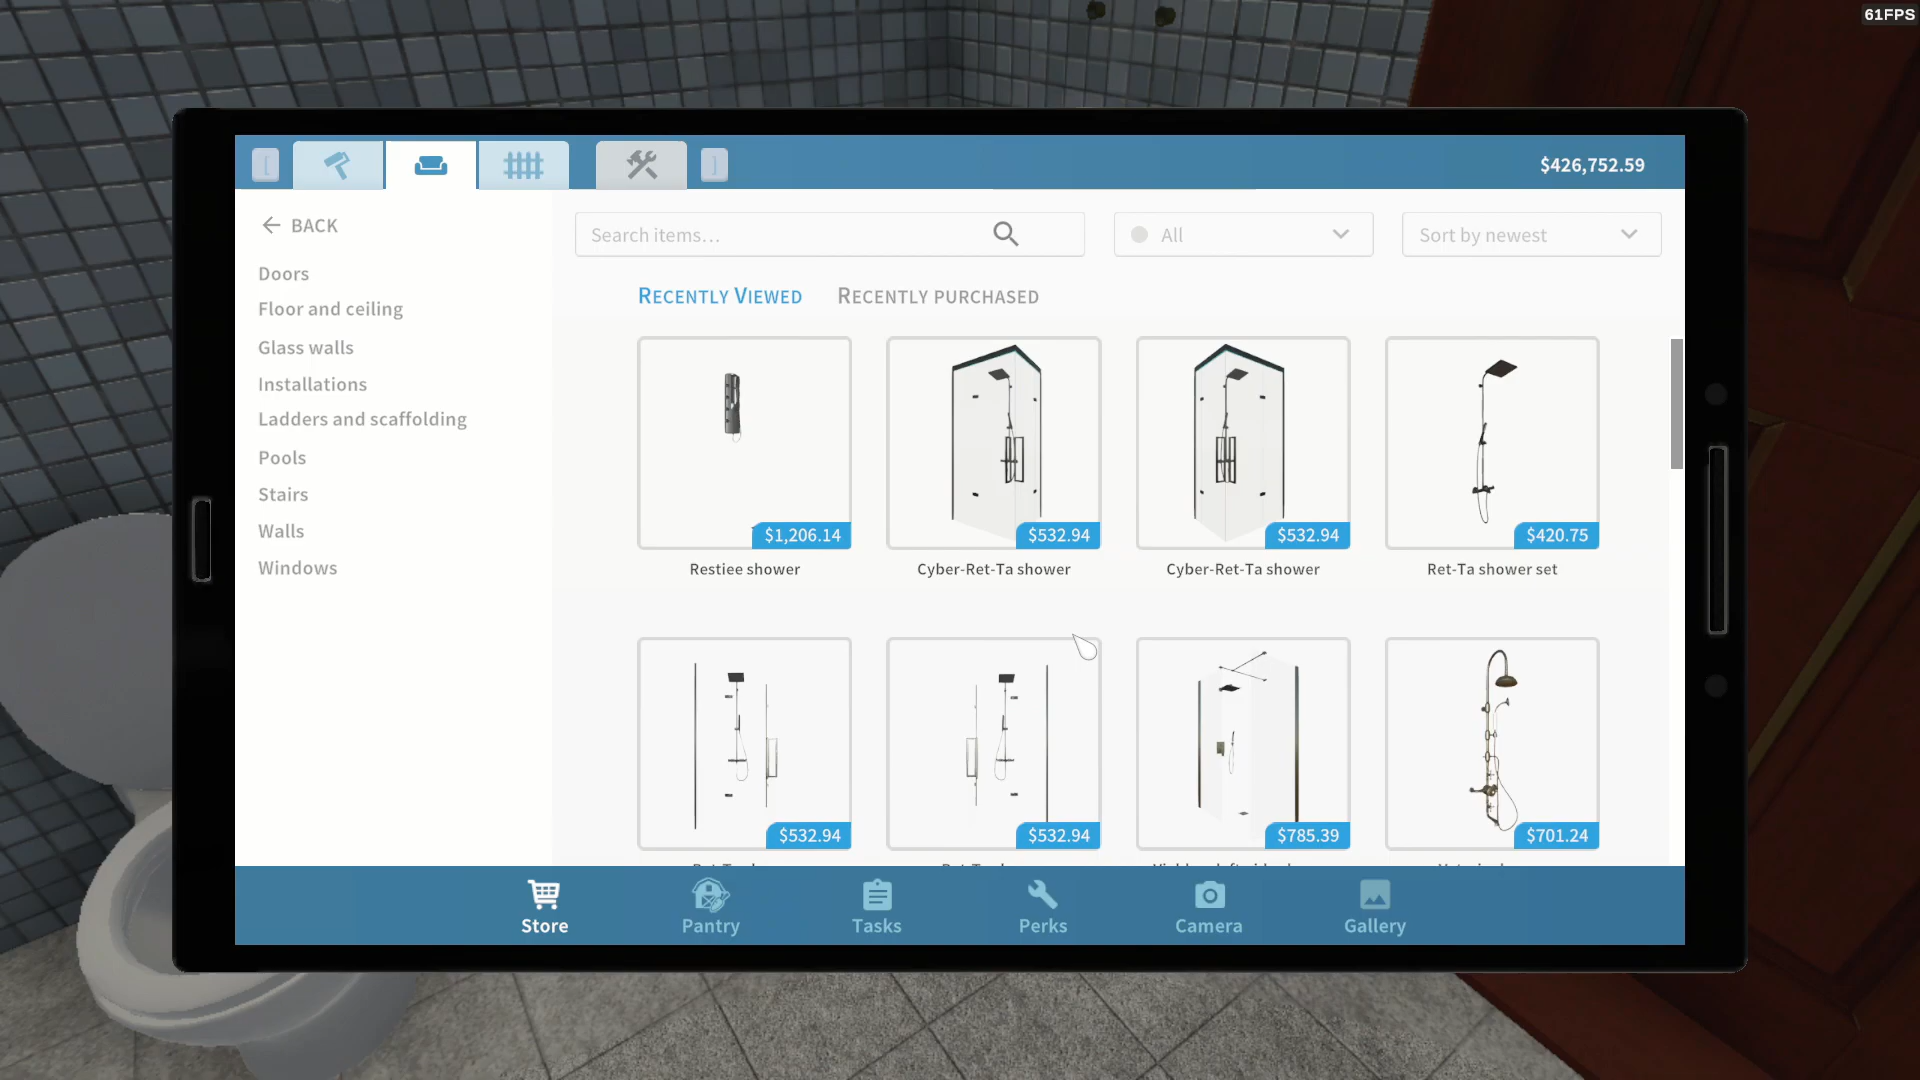 61FPS
[
]
$426,752.59
BACK
Search items...
All
Sort by newest
Doors
Floor and ceiling
Glass walls
Installations
Ladders and scaffolding
Pools
Stairs
Walls
Windows
RECENTLY VIEWED
RECENTLY PURCHASED
$1,206.14
$532.94
$532.94
$420.75
Restiee shower
Cyber-Ret-Ta shower
Cyber-Ret-Ta shower
Ret-Ta shower set
$532.94
$532.94
$785.39
$701.24
Store
Pantry
Tasks
Perks
Camera
Gallery